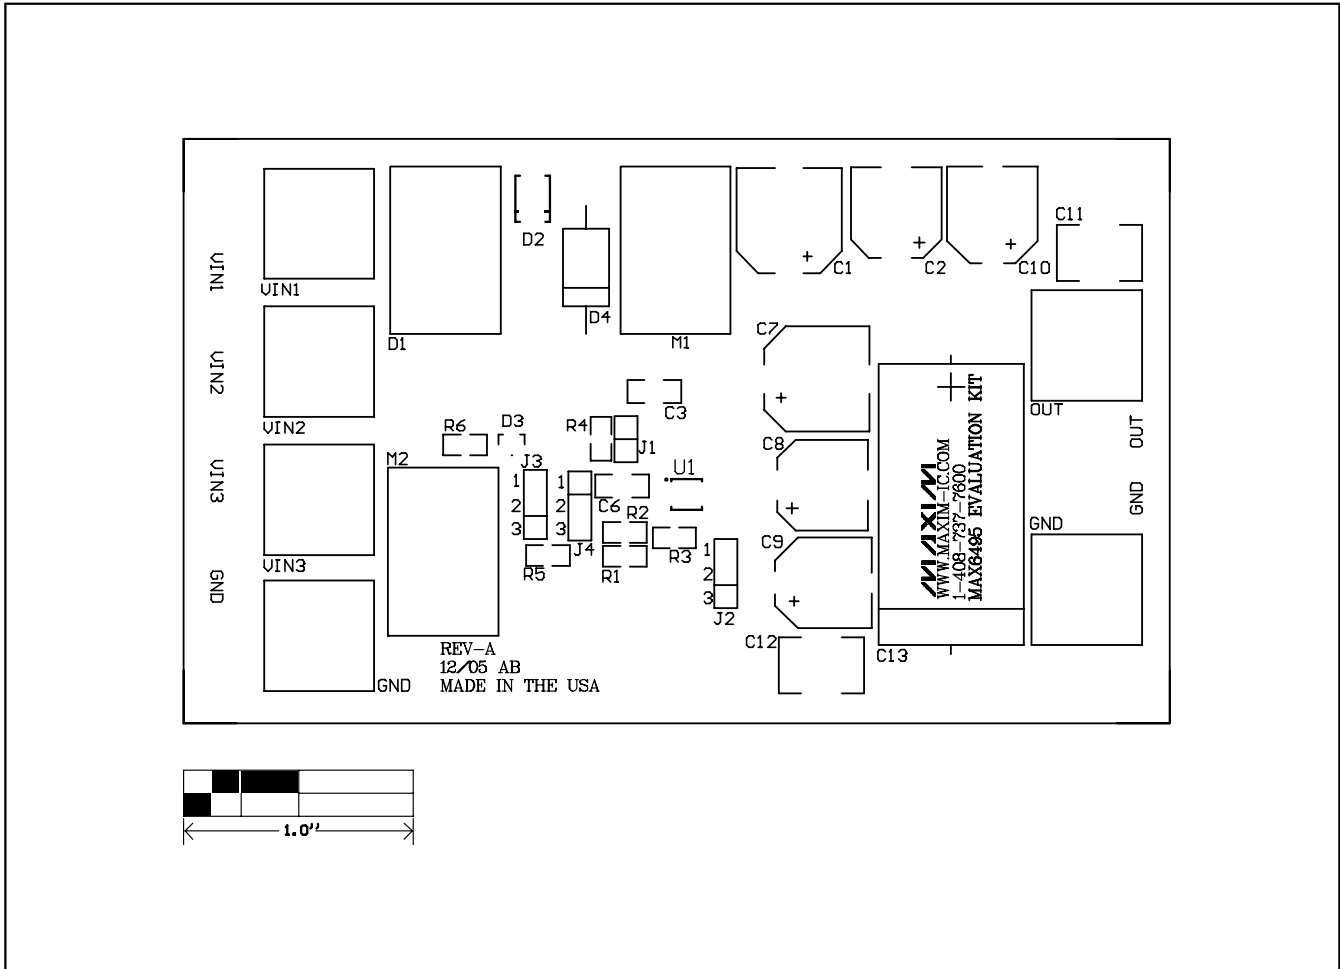 VIN1
VIN2
VIN3
GND
VIN1
VIN2
VIN3
GND
D1
D2
D4
M1
C1
C2
C10
C11
C7
OUT
OUT
GND
GND
C3
R6
D3
R4
J1
C8
M2
J3
1
2
3
1
2
3
J4
C6
U1
R2
R3
R5
R1
C9
1
2
3
J2
C12
C13
MAXIM
WWW.MAXIM-IC.COM
1-408-737-7600
MAX6495 EVALUATION KIT
REV-A
12/05 AB
MADE IN THE USA
1.0"